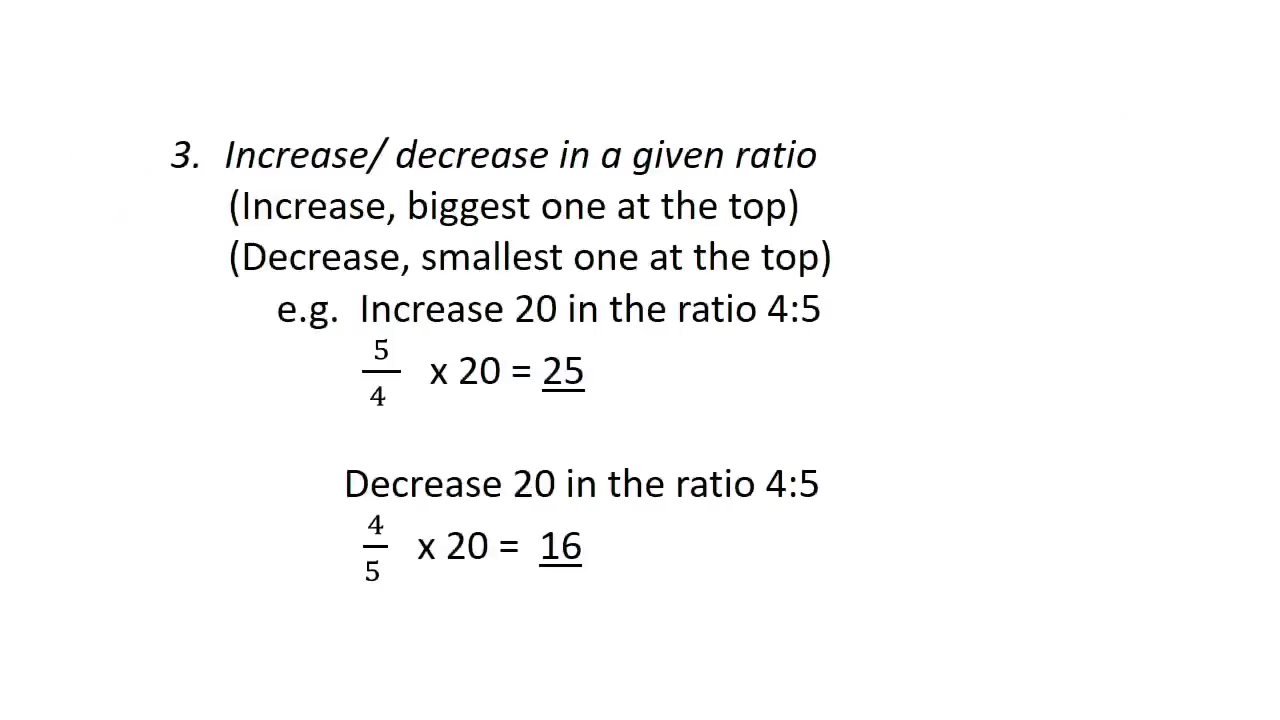 3. Increase/ decrease in a given ratio
(Increase, biggest one at the top)
(Decrease, smallest one at the top)
e.g. Increase 20 in the ratio 4:5
5/4 x 20 = 25
Decrease 20 in the ratio 4:5
4/5 x 20 = 16